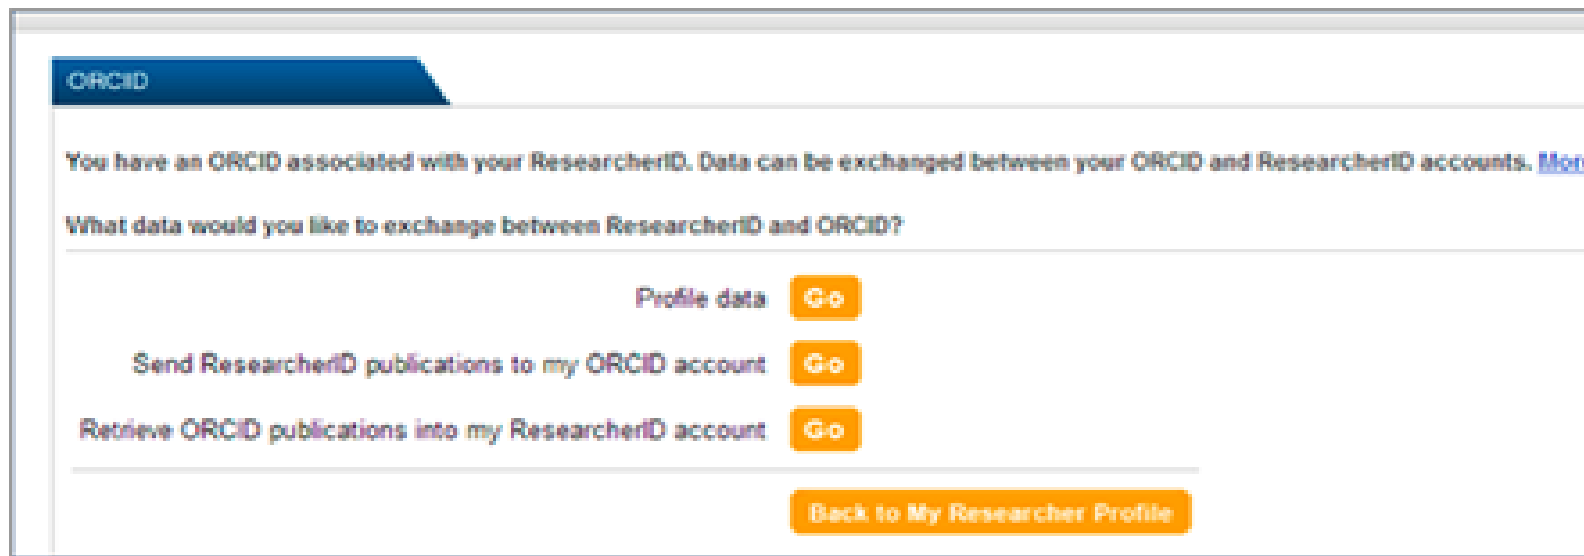 ORCID
You have an ORCID associated with your ResearcherID. Data can be exchanged between your ORCID and ResearcherID accounts. More
What data would you like to exchange between ResearcherID and ORCID?
Profile data Go
Send ResearcherID publications to my ORCID account Go
Retrieve ORCID publications into my ResearcherID account Go
Back to My Researcher Profile